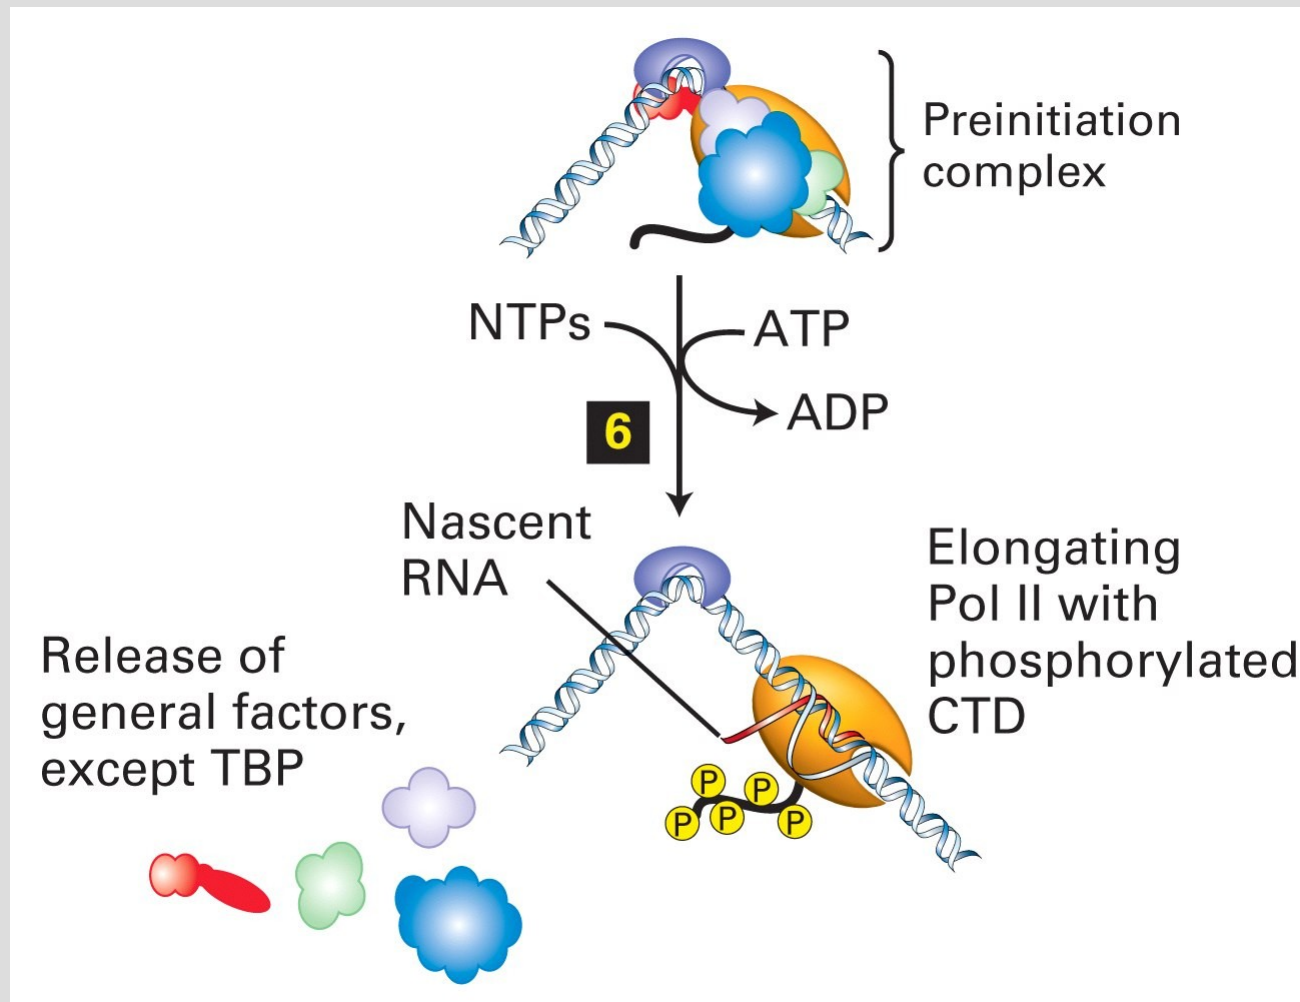 Preinitiation
complex
NTPs
ATP
ADP
6
Nascent
RNA
Elongating
Pol II with
phosphorylated
CTD
Release of
general factors,
except TBP
P
P
P
P
P